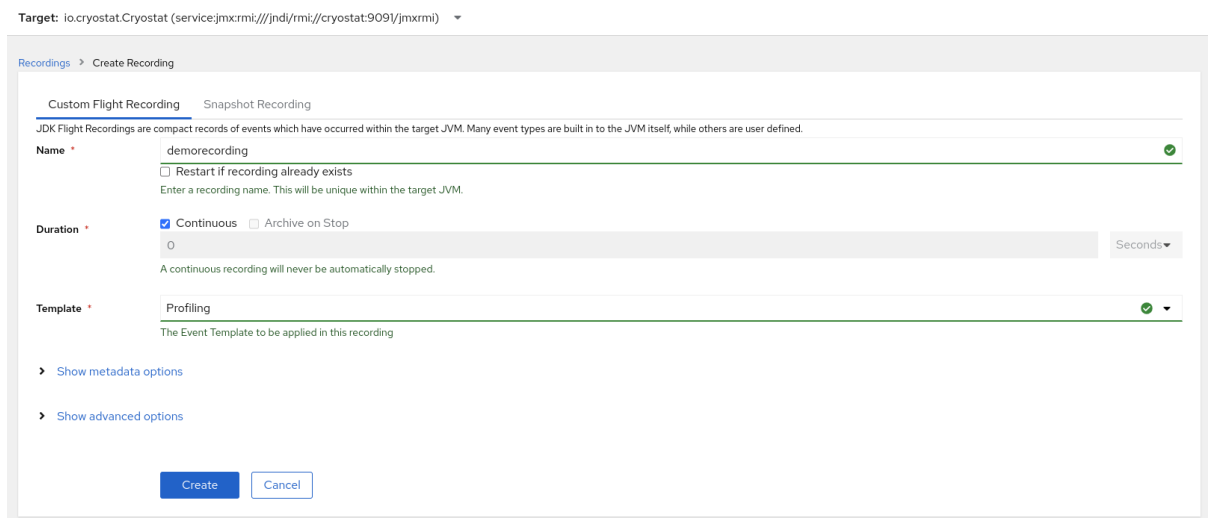 Target: io.cryostat.Cryostat (service:jmx:rmi:///jndi/rmi://cryostat:9091/jmxrmi)
Recordings > Create Recording
Custom Flight Recording Snapshot Recording
JDK Flight Recordings are compact records of events which have occurred within the target JVM. Many event types are built in to the JVM itself, while others are user defined.
Name * demorecording
Restart if recording already exists
Enter a recording name. This will be unique within the target JVM.
Duration * Continuous Archive on Stop
0 Seconds
A continuous recording will never be automatically stopped.
Template * Profiling
The Event Template to be applied in this recording
Show metadata options
Show advanced options
Create Cancel